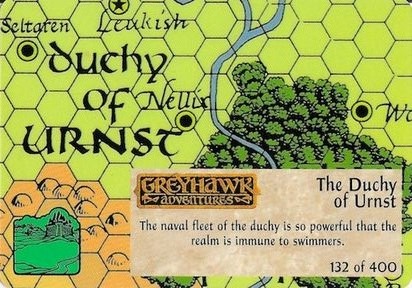 Seltaren
Leukish
Duchy
OF
Nellix
URNST
GREYHAWK
ADVENTURES
The Duchy
of Urnst
The naval fleet of the duchy is so powerful that the
realm is immune to swimmers.
132 of 400